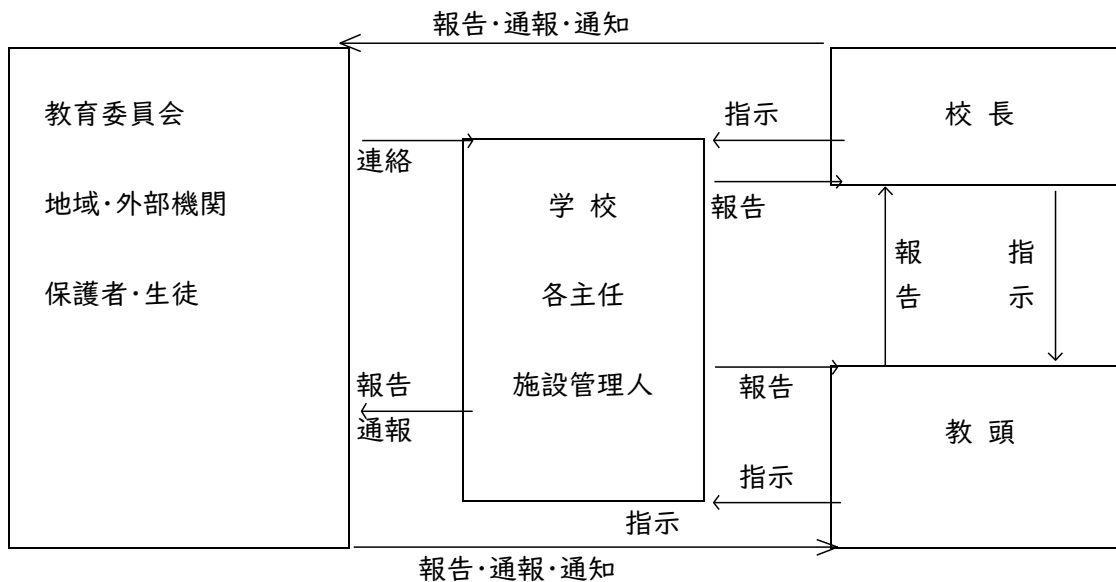 報告・通報・通知
教育委員会
地域・外部機関
保護者・生徒
連絡
報告
通報
学 校
各主任
施設管理人
指示
報告
報告
指示
指示
校 長
報告
指示
教 頭
報告・通報・通知